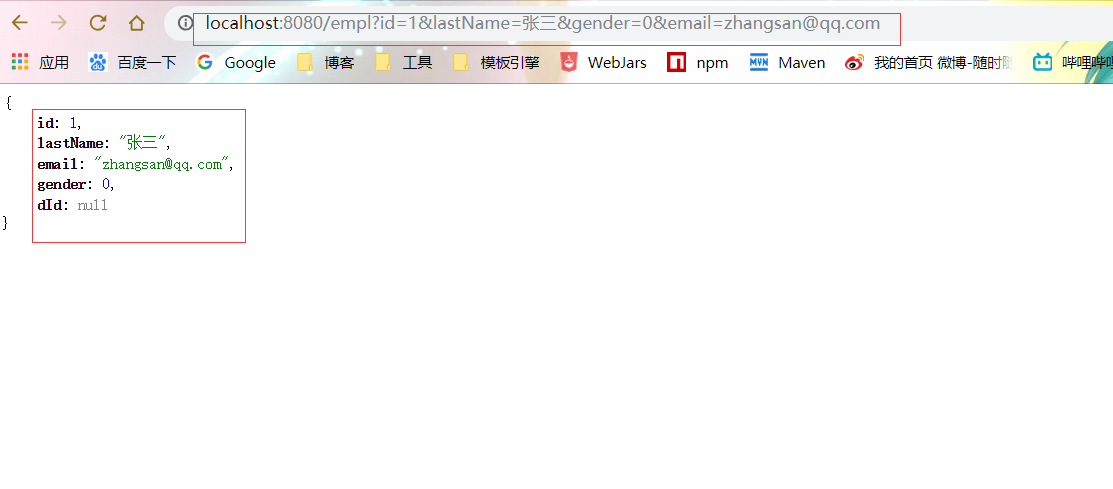 localhost:8080/empl?id=1&lastName=张三&gender=0&email=zhangsan@qq.com
应用 百度一下 Google 博客 工具 模板引擎 WebJars npm Maven 我的首页 微博-随时随 哔哩哔哩
{
id: 1,
lastName: "张三",
email: "zhangsan@qq.com",
gender: 0,
dId: null
}